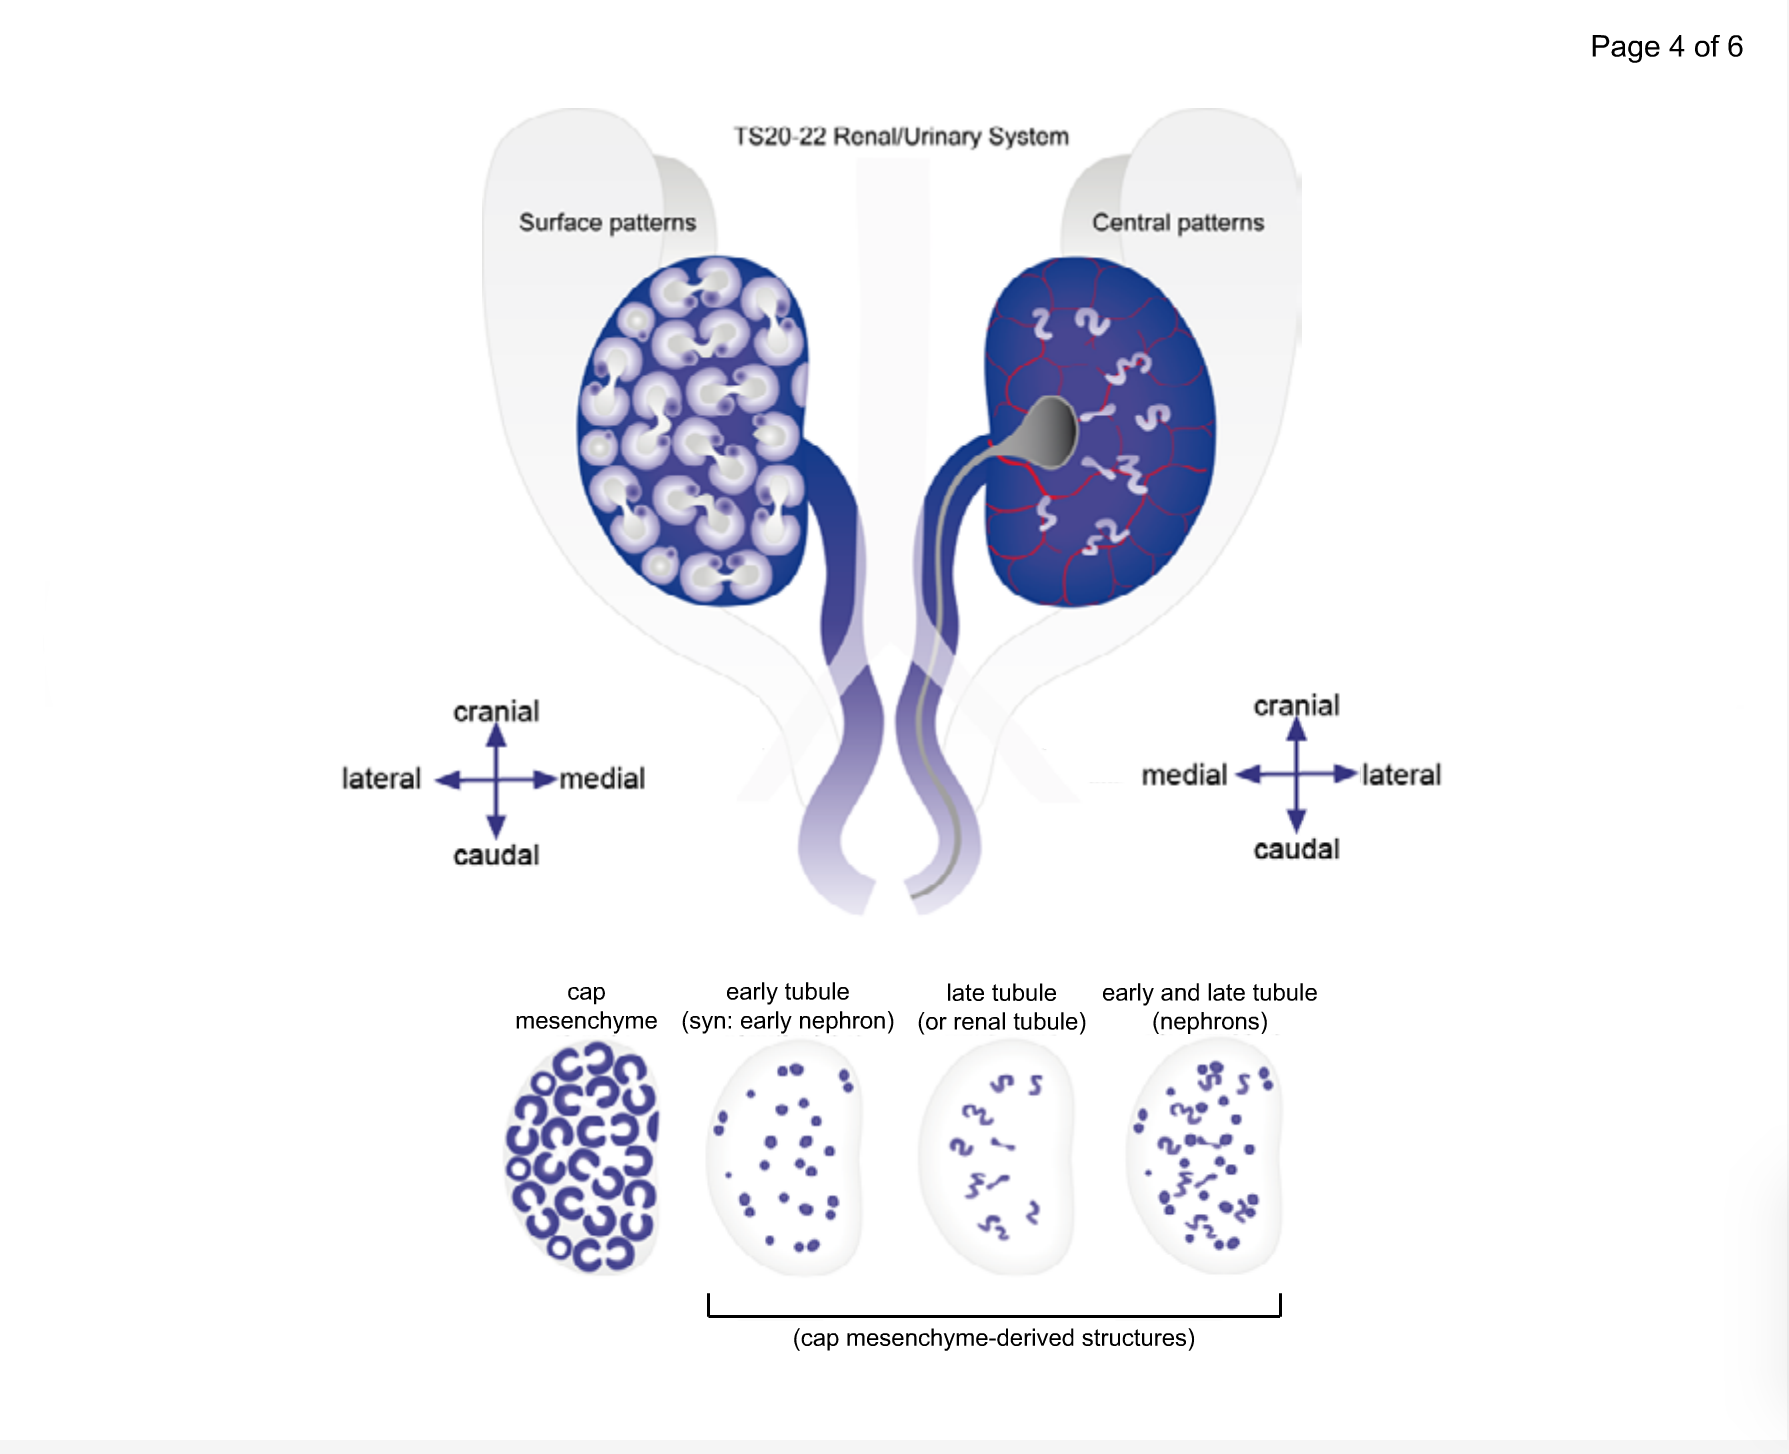 Page 4 of 6
TS20-22 Renal/Urinary System
Surface patterns
Central patterns
cranial
lateral
medial
caudal
cranial
medial
lateral
caudal
cap
mesenchyme
early tubule
(syn: early nephron)
late tubule
(or renal tubule)
early and late tubule
(nephrons)
(cap mesenchyme-derived structures)